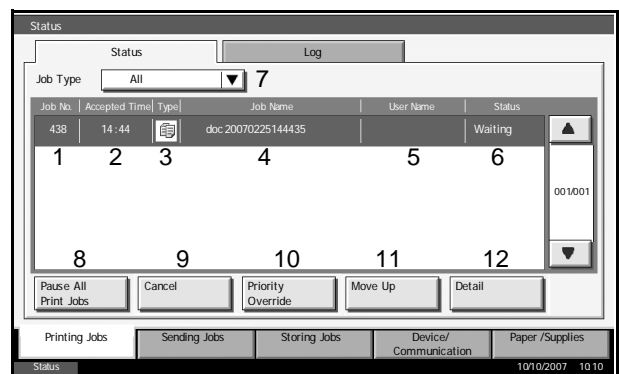 Status
Status Log
Job Type All 7
Job No. Accepted Time Type Job Name User Name Status
438 14:44 doc 20070225144435 Waiting
1 2 3 4 5 6
001/001
8 9 10 11 12
Pause All Print Jobs Cancel Priority Override Move Up Detail
Printing Jobs Sending Jobs Storing Jobs Device/ Communication Paper /Supplies
Status 10/10/2007 10:10